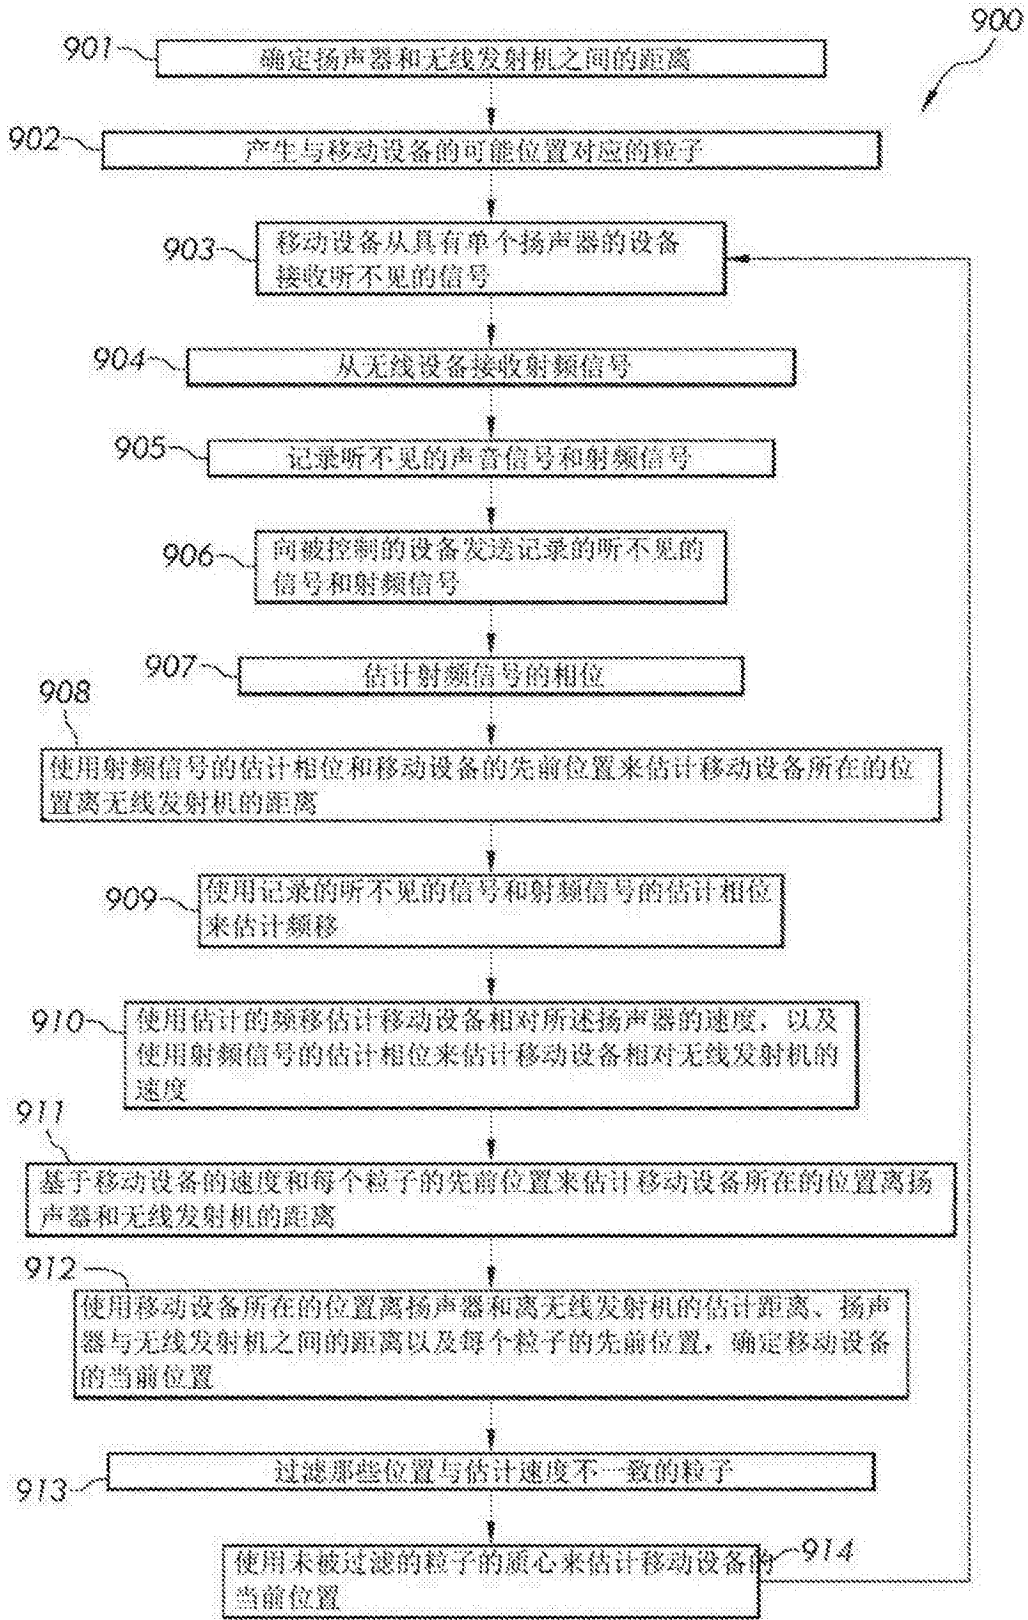 900
901
确定扬声器和无线发射机之间的距离
902
产生与移动设备的可能位置对应的粒子
903
移动设备从具有单个扬声器的设备
接收听不见的信号
904
从无线设备接收射频信号
905
记录听不见的声音信号和射频信号
906
向被控制的设备发送记录的听不见的
信号和射频信号
907
估计射频信号的相位
908
使用射频信号的估计相位和移动设备的先前位置来估计移动设备所在的位
置离无线发射机的距离
909
使用记录的听不见的信号和射频信号的估计相位
来估计频移
910
使用估计的频移估计移动设备相对所述扬声器的速度，以及
使用射频信号的估计相位来估计移动设备相对无线发射机的
速度
911
基于移动设备的速度和每个粒子的先前位置来估计移动设备所在的位置离扬
声器和无线发射机的距离
912
使用移动设备所在的位置离扬声器和离无线发射机的估计距离、扬声
器与无线发射机之间的距离以及每个粒子的先前位置，确定移动设备
的当前位置
913
过滤那些位置与估计速度不一致的粒子
914
使用未被过滤的粒子的质心来估计移动设备的
当前位置